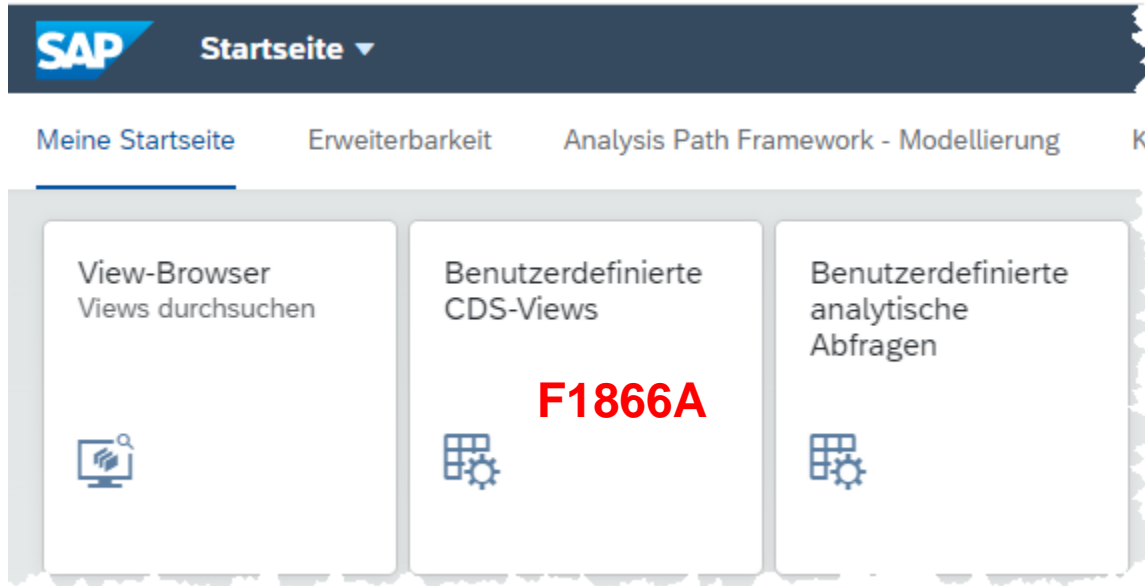 SAP Startseite
Meine Startseite Erweiterbarkeit Analysis Path Framework - Modellierung
View-Browser
Views durchsuchen
Benutzerdefinierte
CDS-Views
F1866A
Benutzerdefinierte
analytische
Abfragen